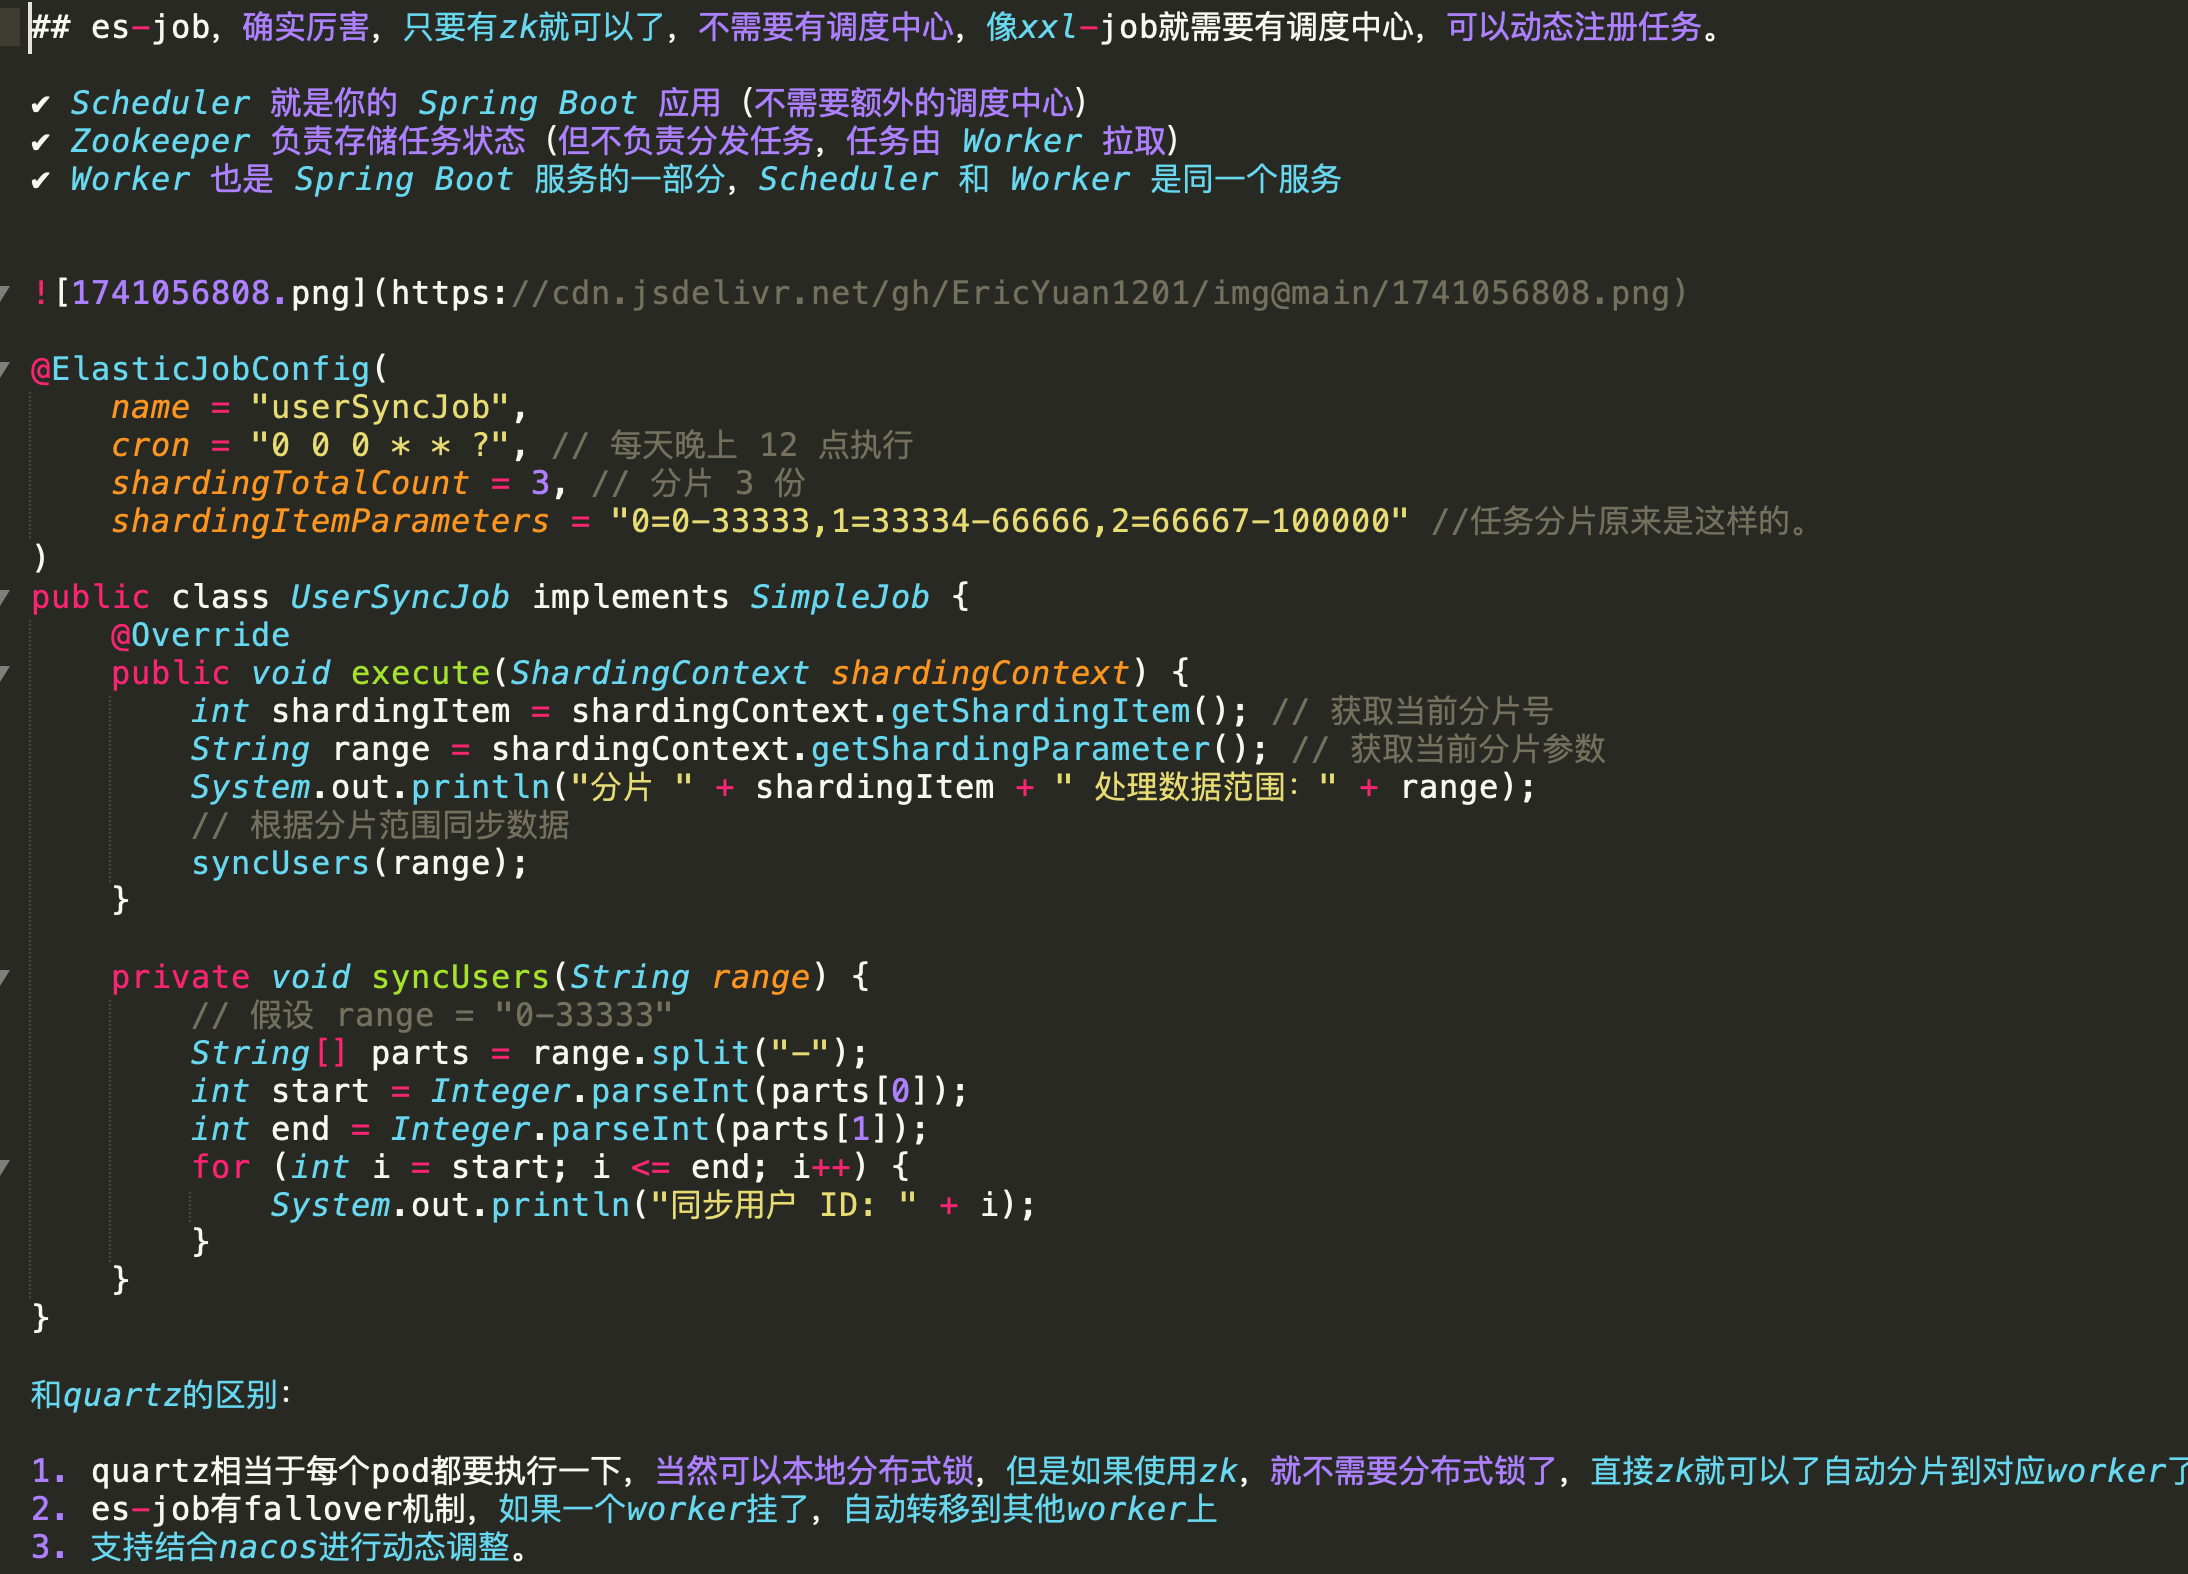 ## es-job，确实厉害，只要有zk就可以了，不需要有调度中心，像xxl-job就需要有调度中心，可以动态注册任务。
✔ Scheduler 就是你的 Spring Boot 应用（不需要额外的调度中心）
✔ Zookeeper 负责存储任务状态（但不负责分发任务，任务由 Worker 拉取）
✔ Worker 也是 Spring Boot 服务的一部分，Scheduler 和 Worker 是同一个服务
![1741056808.png](https://cdn.jsdelivr.net/gh/EricYuan1201/img@main/1741056808.png)
@ElasticJobConfig(
    name = "userSyncJob",
    cron = "0 0 0 * * ?", // 每天晚上 12 点执行
    shardingTotalCount = 3, // 分片 3 份
    shardingItemParameters = "0=0-33333,1=33334-66666,2=66667-100000" //任务分片原来是这样的。
)
public class UserSyncJob implements SimpleJob {
    @Override
    public void execute(ShardingContext shardingContext) {
        int shardingItem = shardingContext.getShardingItem(); // 获取当前分片号
        String range = shardingContext.getShardingParameter(); // 获取当前分片参数
        System.out.println("分片 " + shardingItem + " 处理数据范围：" + range);
        // 根据分片范围同步数据
        syncUsers(range);
    }
    private void syncUsers(String range) {
        // 假设 range = "0-33333"
        String[] parts = range.split("-");
        int start = Integer.parseInt(parts[0]);
        int end = Integer.parseInt(parts[1]);
        for (int i = start; i <= end; i++) {
            System.out.println("同步用户 ID: " + i);
        }
    }
}
和quartz的区别：
1. quartz相当于每个pod都要执行一下，当然可以本地分布式锁，但是如果使用zk，就不需要分布式锁了，直接zk就可以了自动分片到对应worker了
2. es-job有fallover机制，如果一个worker挂了，自动转移到其他worker上
3. 支持结合nacos进行动态调整。